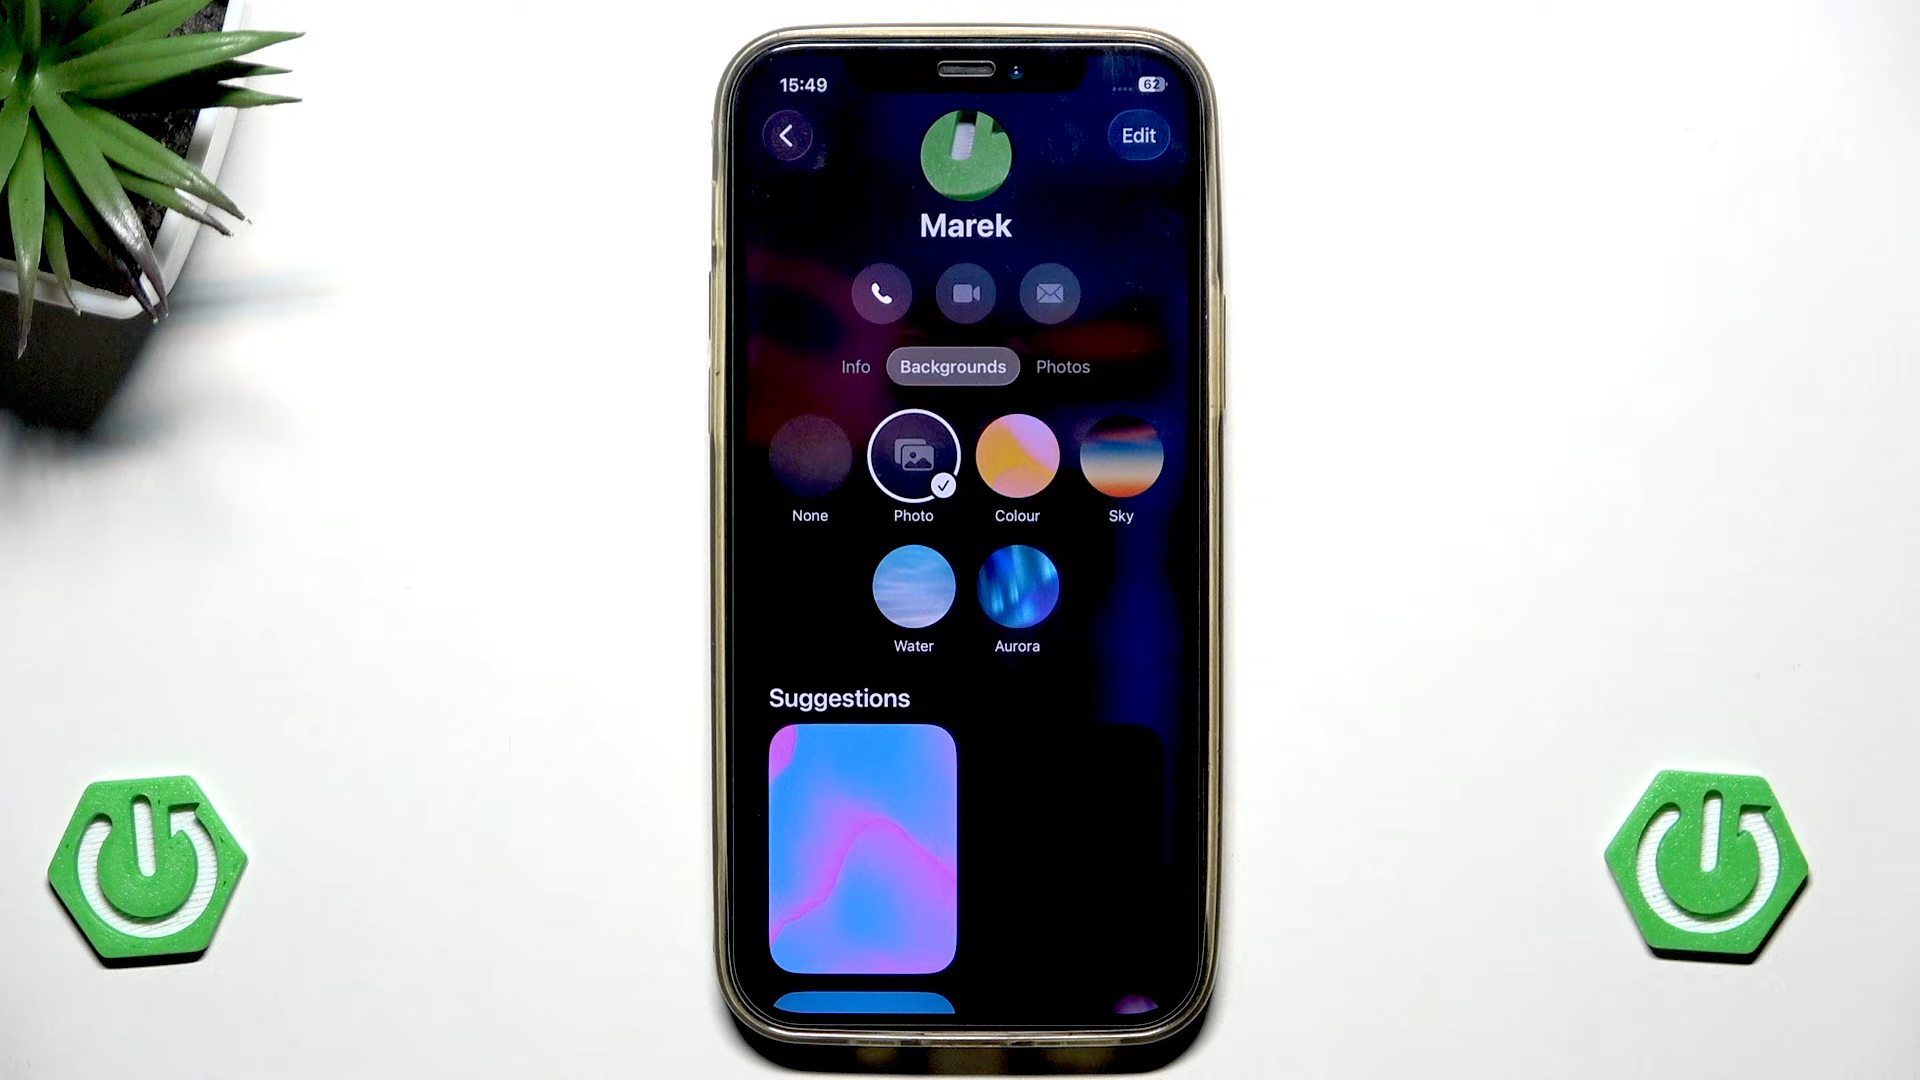 15:49
62
Edit
Marek
Info Backgrounds Photos
None Photo Colour Sky
Water Aurora
Suggestions